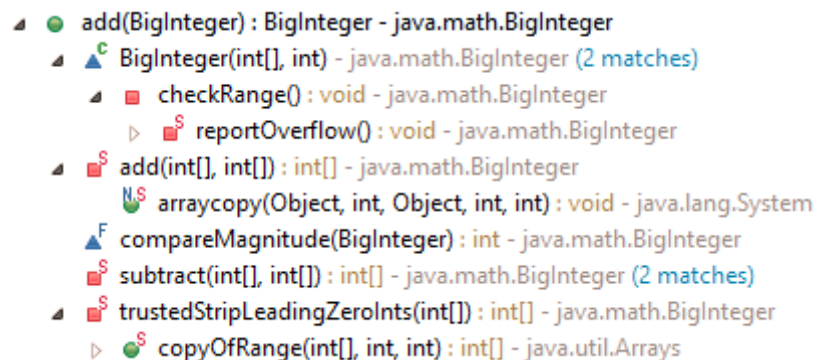 add(BigInteger) : BigInteger - java.math.BigInteger
C BigInteger(int[], int) - java.math.BigInteger (2 matches)
checkRange() : void - java.math.BigInteger
S reportOverflow() : void - java.math.BigInteger
S add(int[], int[]) : int[] - java.math.BigInteger
N S arraycopy(Object, int, Object, int, int) : void - java.lang.System
F compareMagnitude(BigInteger) : int - java.math.BigInteger
S subtract(int[], int[]) : int[] - java.math.BigInteger (2 matches)
S trustedStripLeadingZeroInts(int[]) : int[] - java.math.BigInteger
S copyOfRange(int[], int, int) : int[] - java.util.Arrays